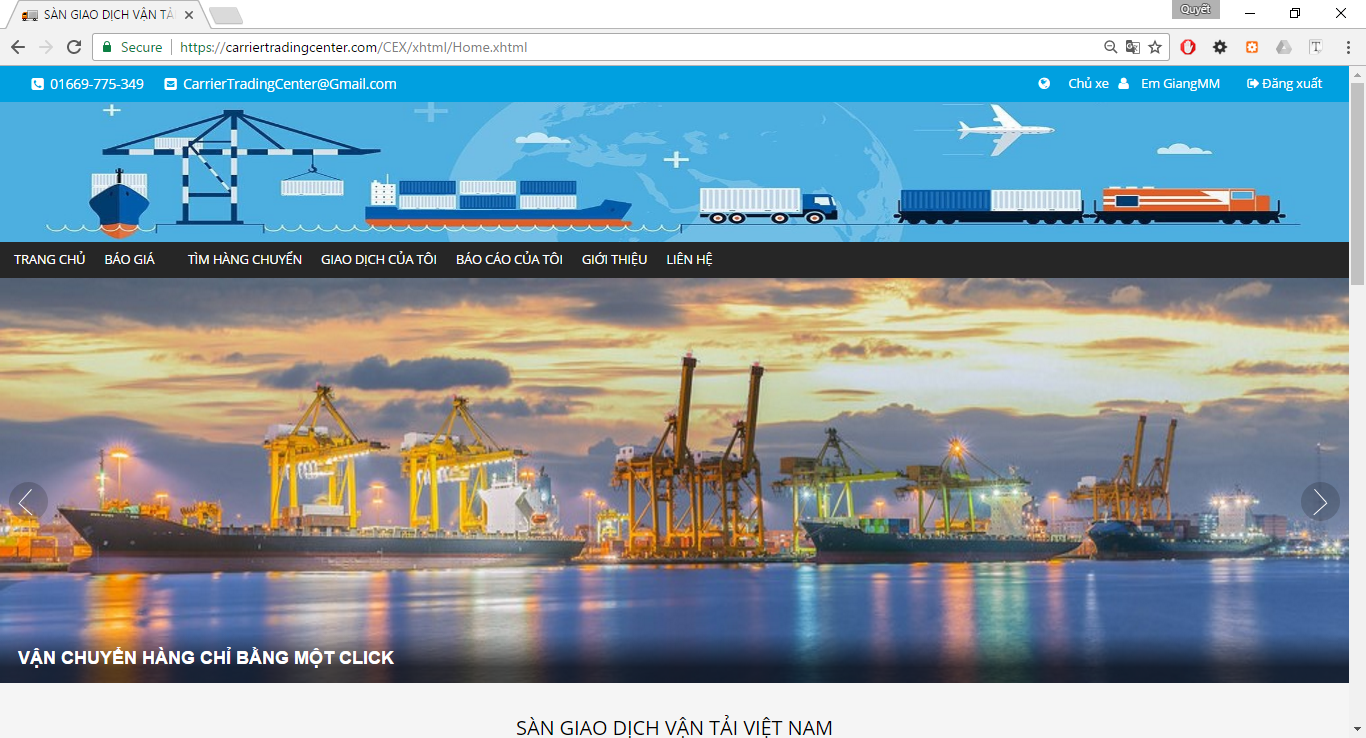 SÀN GIAO DỊCH VẬN TẢ
Quyết
Secure https://carriertradingcenter.com/CEX/xhtml/Home.xhtml
01669-775-349 CarrierTradingCenter@Gmail.com Chủ xe Em GiangMM Đăng xuất
TRANG CHỦ BÁO GIÁ TÌM HÀNG CHUYẾN GIAO DỊCH CỦA TÔI BÁO CÁO CỦA TÔI GIỚI THIỆU LIÊN HỆ
VẬN CHUYỂN HÀNG CHỈ BẰNG MỘT CLICK
SÀN GIAO DỊCH VẬN TẢI VIỆT NAM